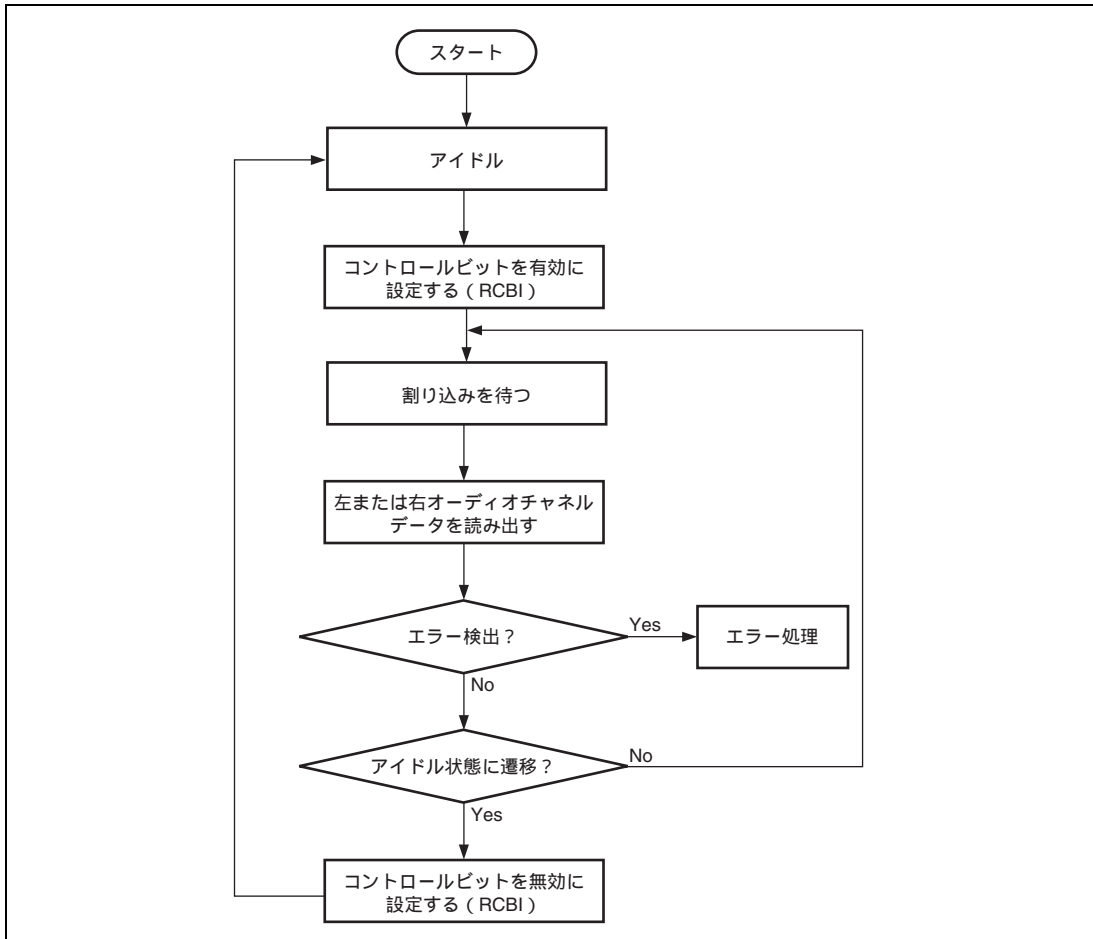 スタート
アイドル
コントロールビットを有効に
設定する（RCBI）
割り込みを待つ
左または右オーディオチャネル
データを読み出す
エラー検出？
Yes
エラー処理
No
アイドル状態に遷移？
No
Yes
コントロールビットを無効に
設定する（RCBI）